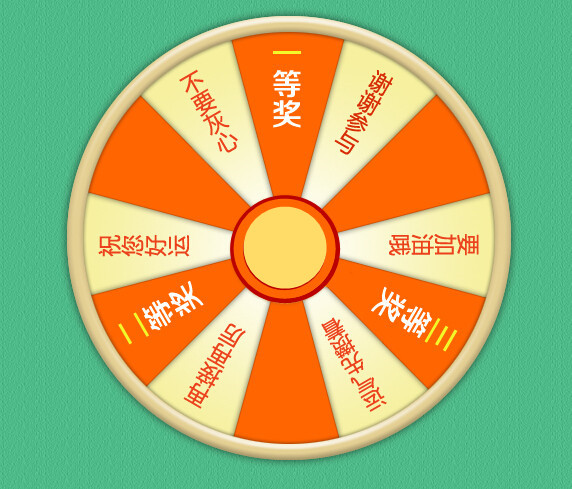 一等奖
谢谢参与
要加油哦
三等奖
运气先攒着
再接再厉
二等奖
祝您好运
不要灰心